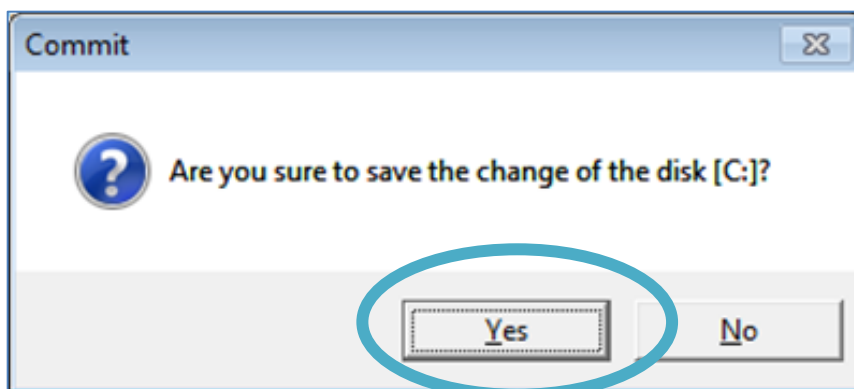 Commit
Are you sure to save the change of the disk [C:]?
Yes
No